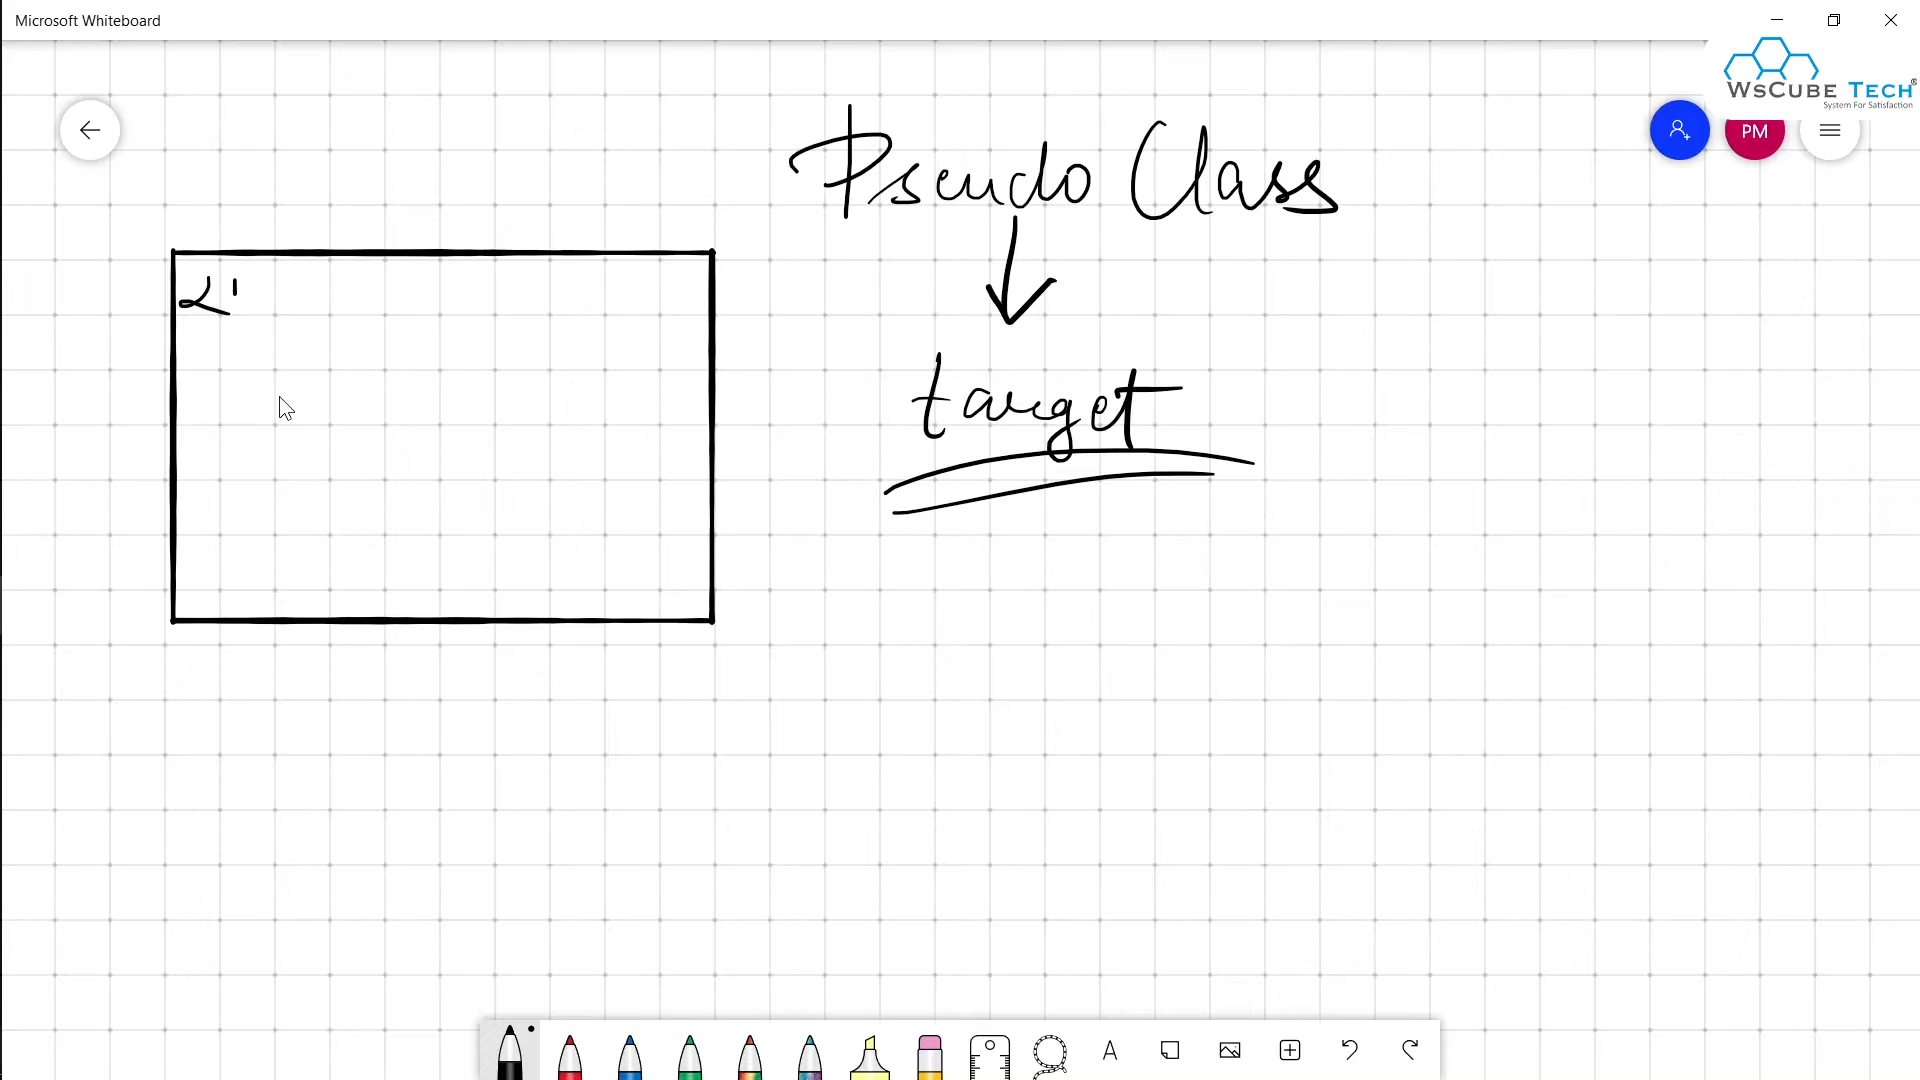 Microsoft Whiteboard
WsCube Tech®
System For Satisfaction
PM
Pseudo Class
target